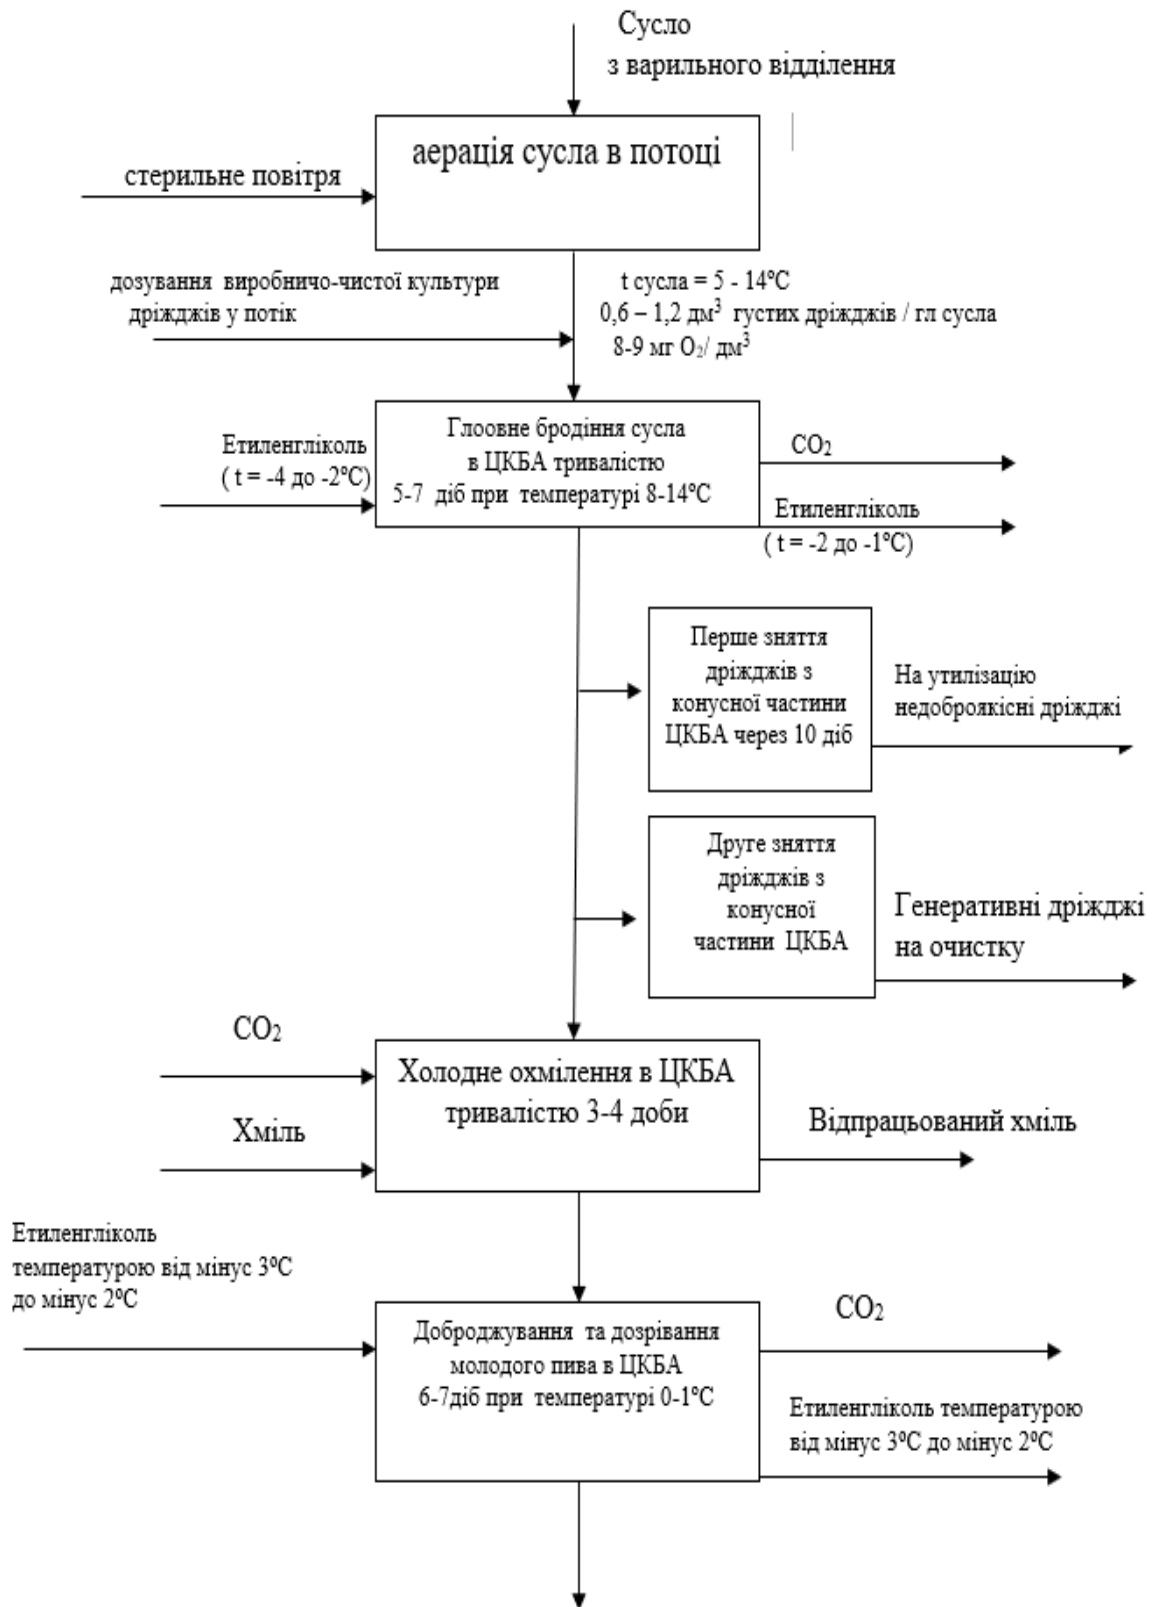 Сусло
з варильного відділення
аерація сусла в потоці
стерильне повітря
дозування виробничо-чистої культури
дріжджів у потік
t сусла = 5 - 14ºС
0,6 – 1,2 дм³ густих дріжджів / гл сусла
8-9 мг О₂/ дм³
Глоовне бродіння сусла
в ЦКБА тривалістю
5-7 діб при температурі 8-14ºС
Етиленгліколь
( t = -4 до -2ºС)
СО₂
Етиленгліколь
( t = -2 до -1ºС)
Перше зняття
дріжджів з
конусної частини
ЦКБА через 10 діб
На утилізацію
недоброякісні дріжджі
Друге зняття
дріжджів з
конусної
частини ЦКБА
Генеративні дріжджі
на очистку
СО₂
Хміль
Холодне охмілення в ЦКБА
тривалістю 3-4 доби
Відпрацьований хміль
Етиленгліколь
температурою від мінус 3ºС
до мінус 2ºС
Доброджування та дозрівання
молодого пива в ЦКБА
6-7діб при температурі 0-1ºС
СО₂
Етиленгліколь температурою
від мінус 3ºС до мінус 2ºС